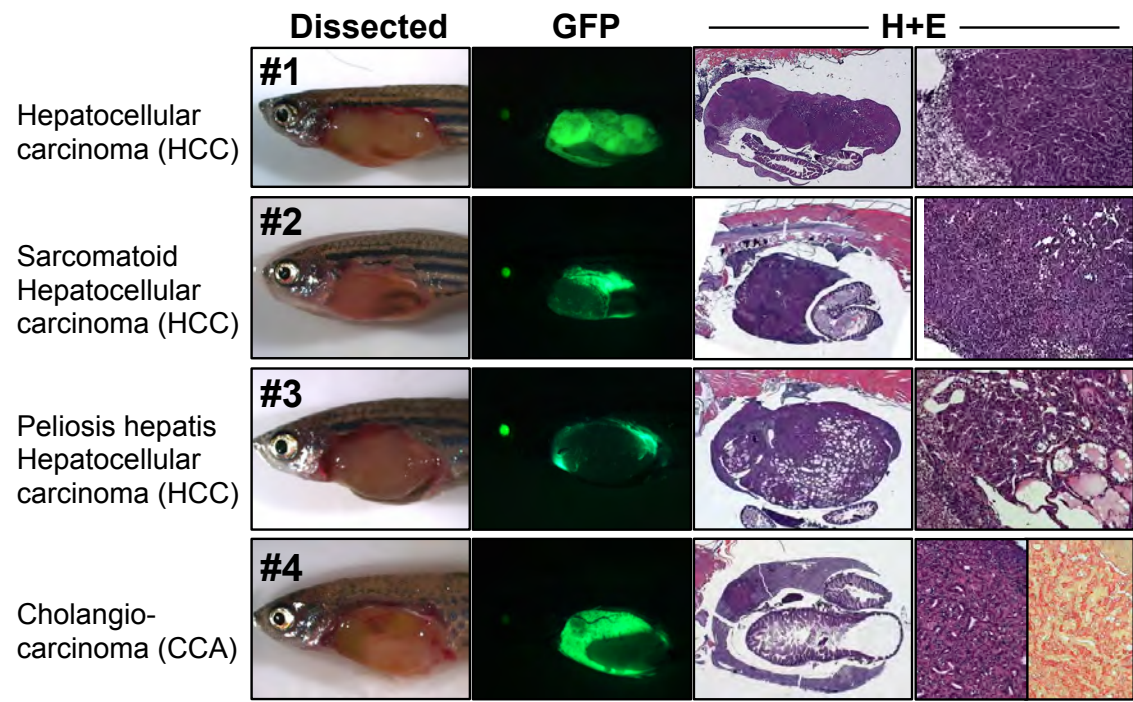 Dissected
GFP
H+E
#1
Hepatocellular
carcinoma (HCC)
#2
Sarcomatoid
Hepatocellular
carcinoma (HCC)
#3
Peliosis hepatis
Hepatocellular
carcinoma (HCC)
#4
Cholangio-
carcinoma (CCA)